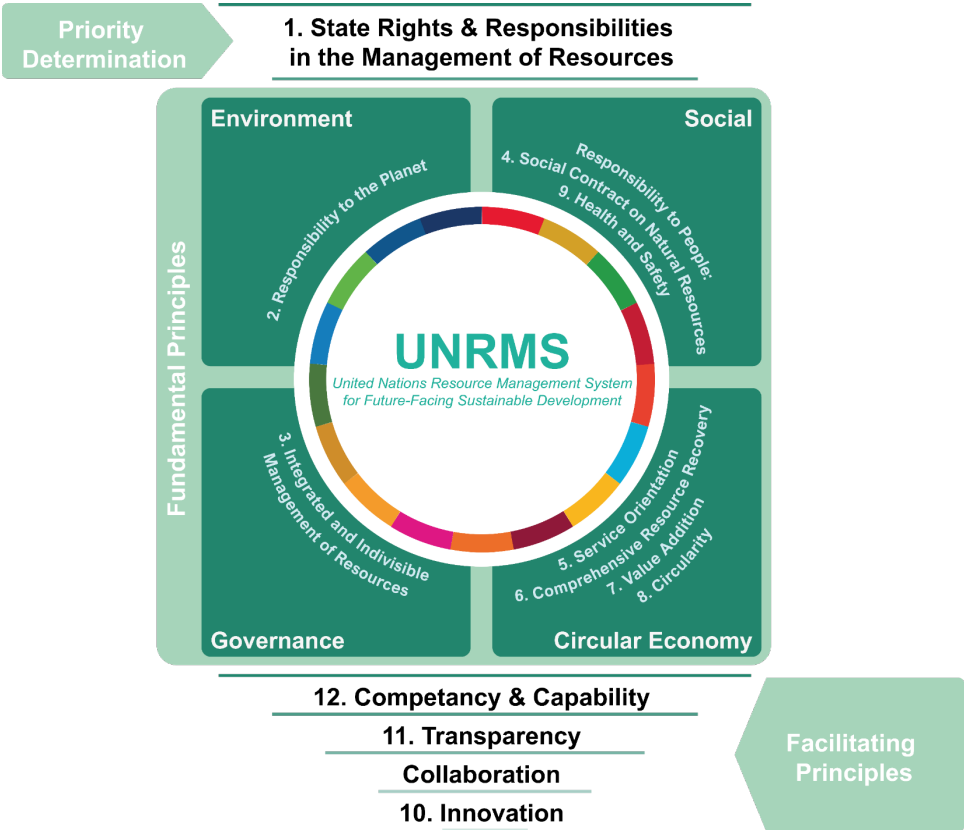 Priority
Determination
1. State Rights & Responsibilities
in the Management of Resources
Fundamental Principles
Environment
2. Responsibility to the Planet
Social
Responsibility to People:
4. Social Contract on Natural Resources
9. Health and Safety
UNRMS
United Nations Resource Management System
for Future-Facing Sustainable Development
3. Integrated and Indivisible
Management of Resources
Governance
5. Service Orientation
6. Comprehensive Resource Recovery
7. Value Addition
8. Circularity
Circular Economy
12. Competancy & Capability
11. Transparency
Collaboration
10. Innovation
Facilitating
Principles